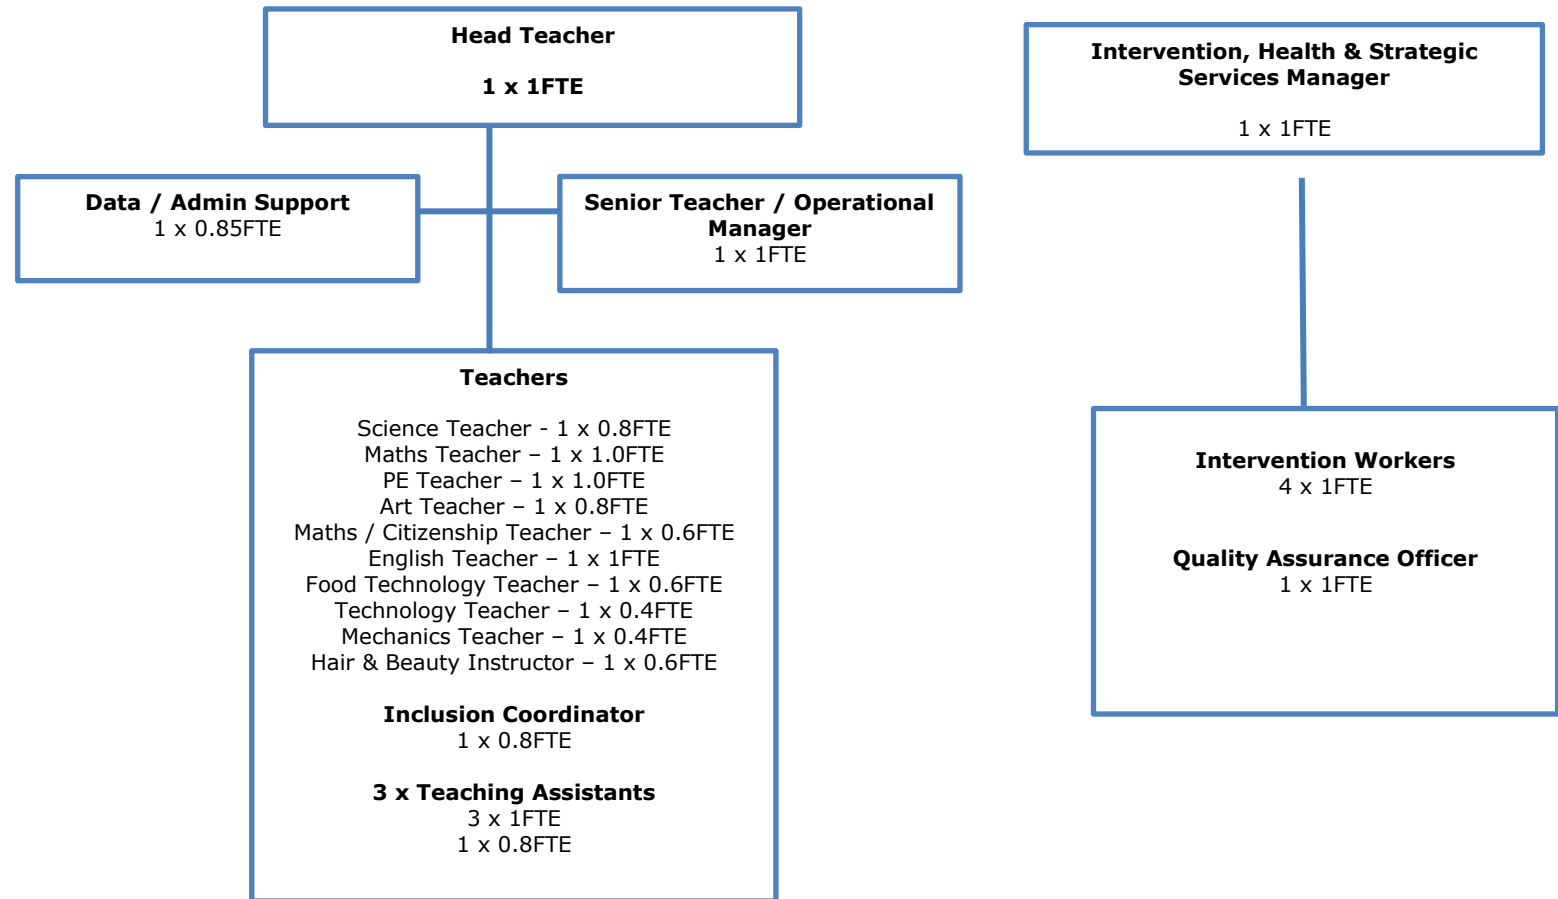 Head Teacher
1 x 1FTE
Intervention, Health & Strategic
Services Manager
1 x 1FTE
Data / Admin Support
1 x 0.85FTE
Senior Teacher / Operational
Manager
1 x 1FTE
Teachers
Science Teacher - 1 x 0.8FTE
Maths Teacher – 1 x 1.0FTE
PE Teacher – 1 x 1.0FTE
Art Teacher – 1 x 0.8FTE
Maths / Citizenship Teacher – 1 x 0.6FTE
English Teacher – 1 x 1FTE
Food Technology Teacher – 1 x 0.6FTE
Technology Teacher – 1 x 0.4FTE
Mechanics Teacher – 1 x 0.4FTE
Hair & Beauty Instructor – 1 x 0.6FTE
Inclusion Coordinator
1 x 0.8FTE
3 x Teaching Assistants
3 x 1FTE
1 x 0.8FTE
Intervention Workers
4 x 1FTE
Quality Assurance Officer
1 x 1FTE